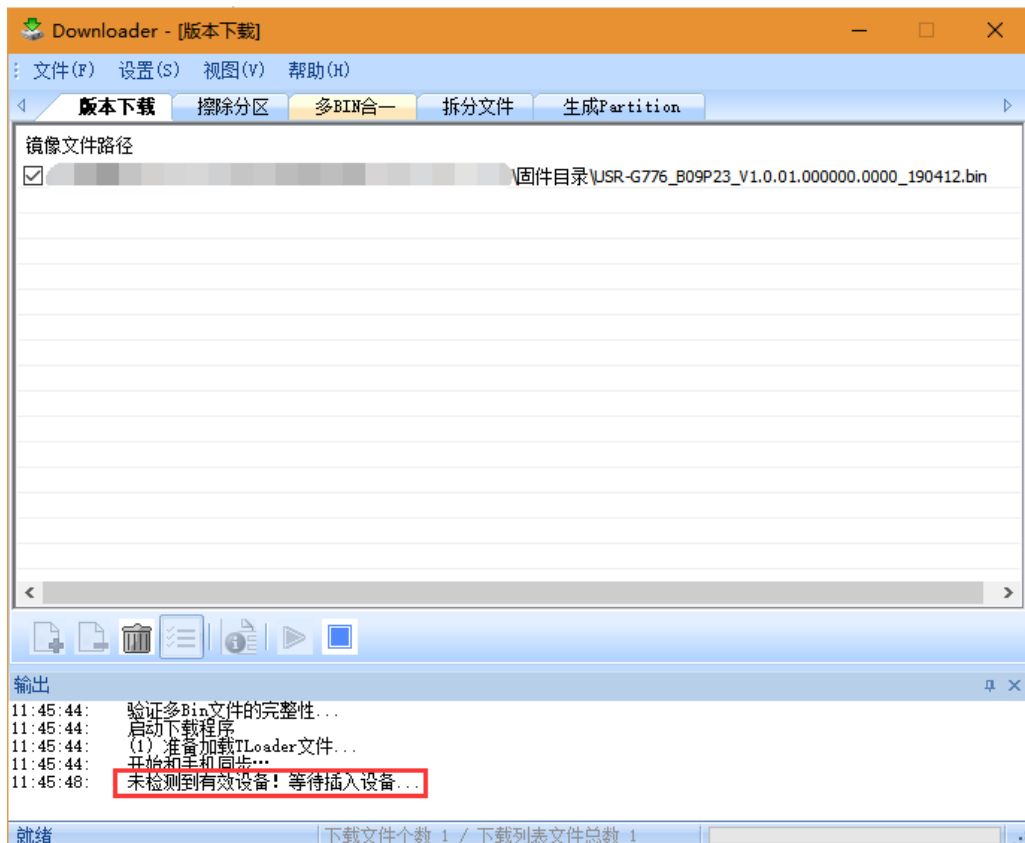 Downloader - [版本下载]
文件(F) 设置(S) 视图(V) 帮助(H)
版本下载 擦除分区 多BIN合一 拆分文件 生成Partition
镜像文件路径
\固件目录\USR-G776_B09P23_V1.0.01.000000.0000_190412.bin
输出
11:45:44: 验证多Bin文件的完整性...
11:45:44: 启动下载程序
11:45:44: (1) 准备加载TLoader文件...
11:45:44: 开始和手机同步…
11:45:48: 未检测到有效设备! 等待插入设备...
就绪 下载文件个数 1 / 下载列表文件总数 1